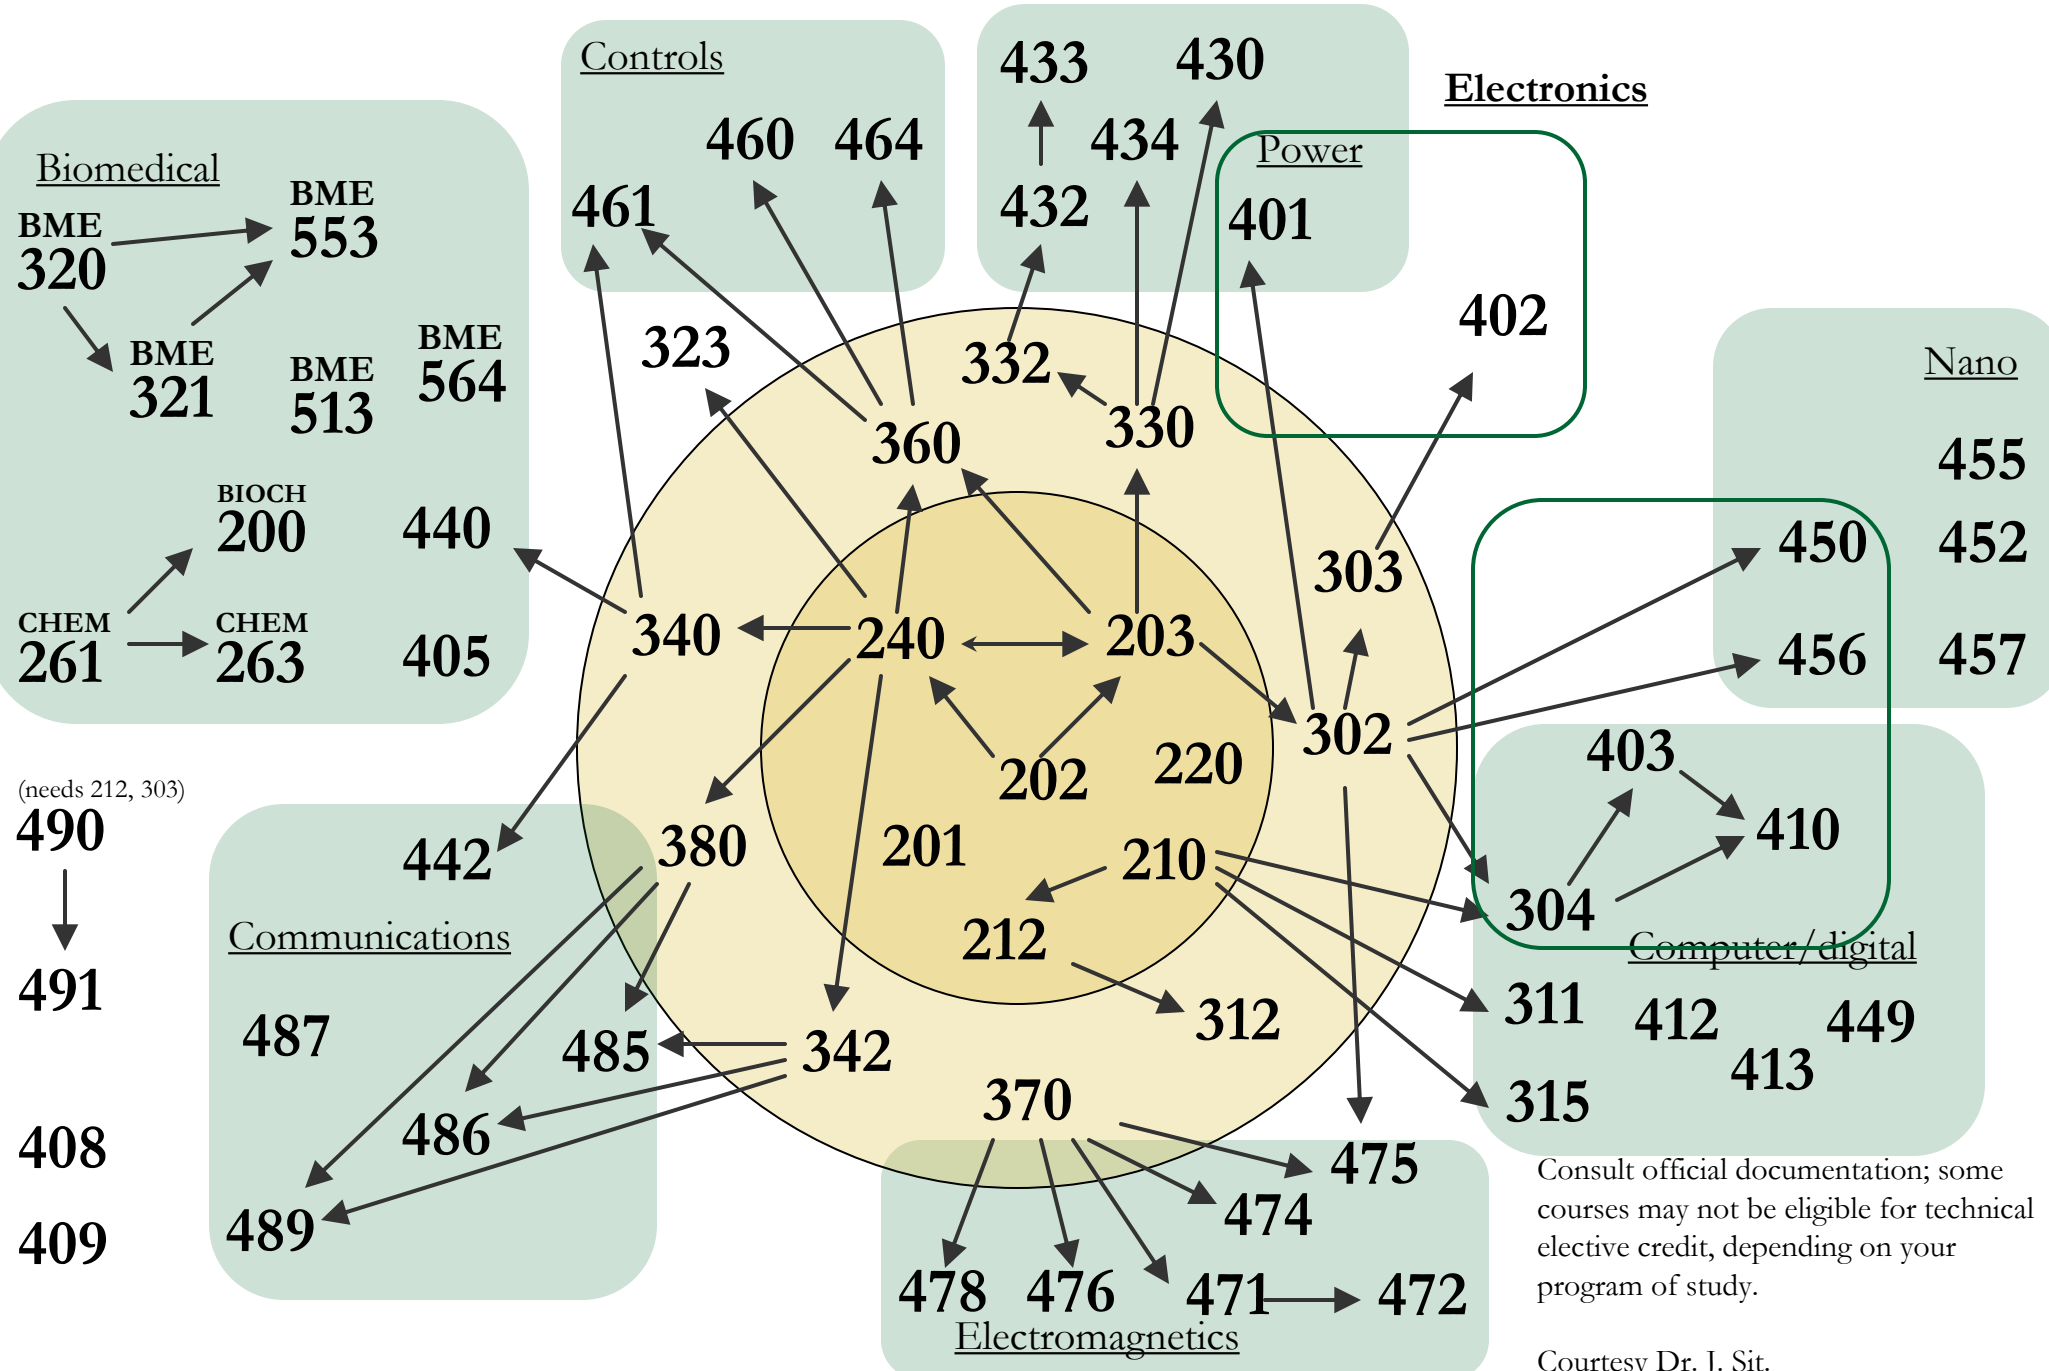 Controls
460 464
461
433 430
434
432
Power
401
Electronics
402
Biomedical
BME
320
BME
553
BME
321
BME
513
BME
564
BIOCH
200
440
CHEM
261
CHEM
263
405
323
332
360
330
303
340
240
203
302
202
220
380
201
210
212
342
312
370
Nano
455
450 452
456 457
403
410
304
Computer/digital
311
412 449
413
315
(needs 212, 303)
490
491
408
409
442
Communications
487
485
486
489
475
474
478 476 471 472
Electromagnetics
Consult official documentation; some
courses may not be eligible for technical
elective credit, depending on your
program of study.
Courtesy Dr. J. Sit.